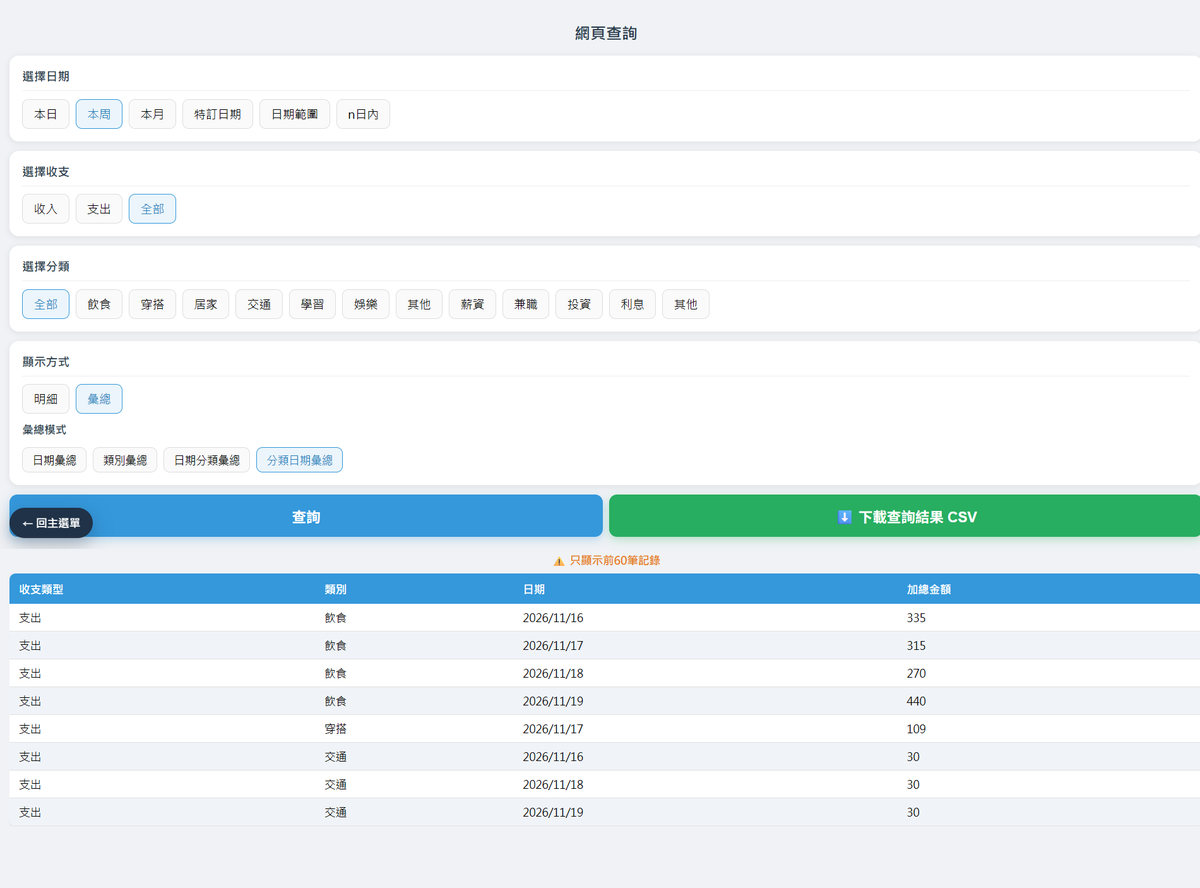 網頁查詢
選擇日期
本日 本周 本月 特訂日期 日期範圍 n日內
選擇收支
收入 支出 全部
選擇分類
全部 飲食 穿搭 居家 交通 學習 娛樂 其他 薪資 兼職 投資 利息 其他
顯示方式
明細 彙總
彙總模式
日期彙總 類別彙總 日期分類彙總 分類日期彙總
查詢 ⬇️ 下載查詢結果 CSV
← 回主選單
⚠️ 只顯示前60筆記錄
收支類型 類別 日期 加總金額
支出 飲食 2026/11/16 335
支出 飲食 2026/11/17 315
支出 飲食 2026/11/18 270
支出 飲食 2026/11/19 440
支出 穿搭 2026/11/17 109
支出 交通 2026/11/16 30
支出 交通 2026/11/18 30
支出 交通 2026/11/19 30